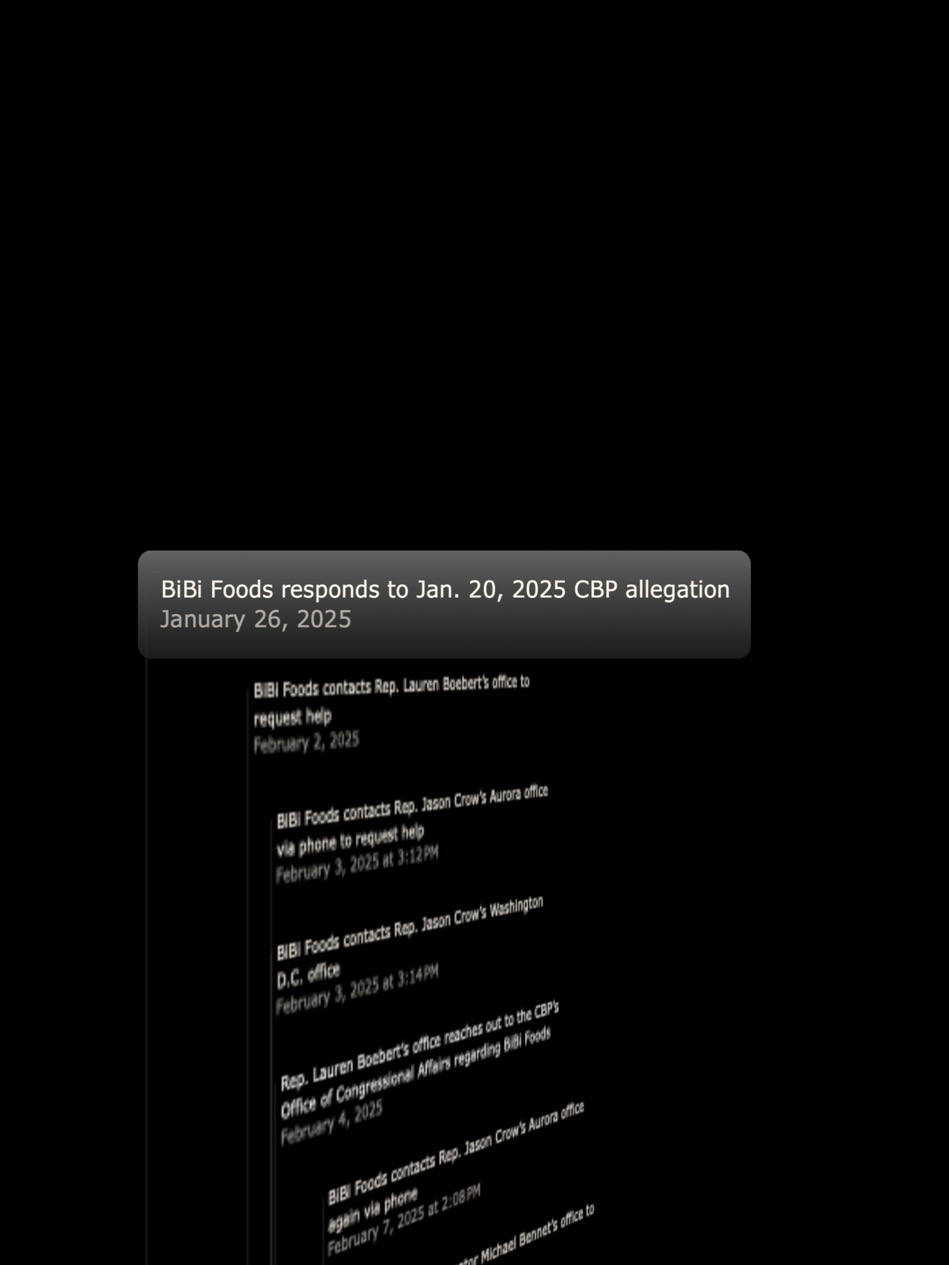 BiBi Foods responds to Jan. 20, 2025 CBP allegation
January 26, 2025
BiBi Foods contacts Rep. Lauren Boebert's office to
request help
February 2, 2025
BiBi Foods contacts Rep. Jason Crow's Aurora office
via phone to request help
February 3, 2025 at 3:12PM
BiBi Foods contacts Rep. Jason Crow's Washington
D.C. office
February 3, 2025 at 3:14PM
Rep. Lauren Boebert's office reaches out to the CBP's
Office of Congressional Affairs regarding BiBi Foods
February 4, 2025
BiBi Foods contacts Rep. Jason Crow's Aurora office
again via phone
February 7, 2025 at 2:08PM
Michael Bennet's office to